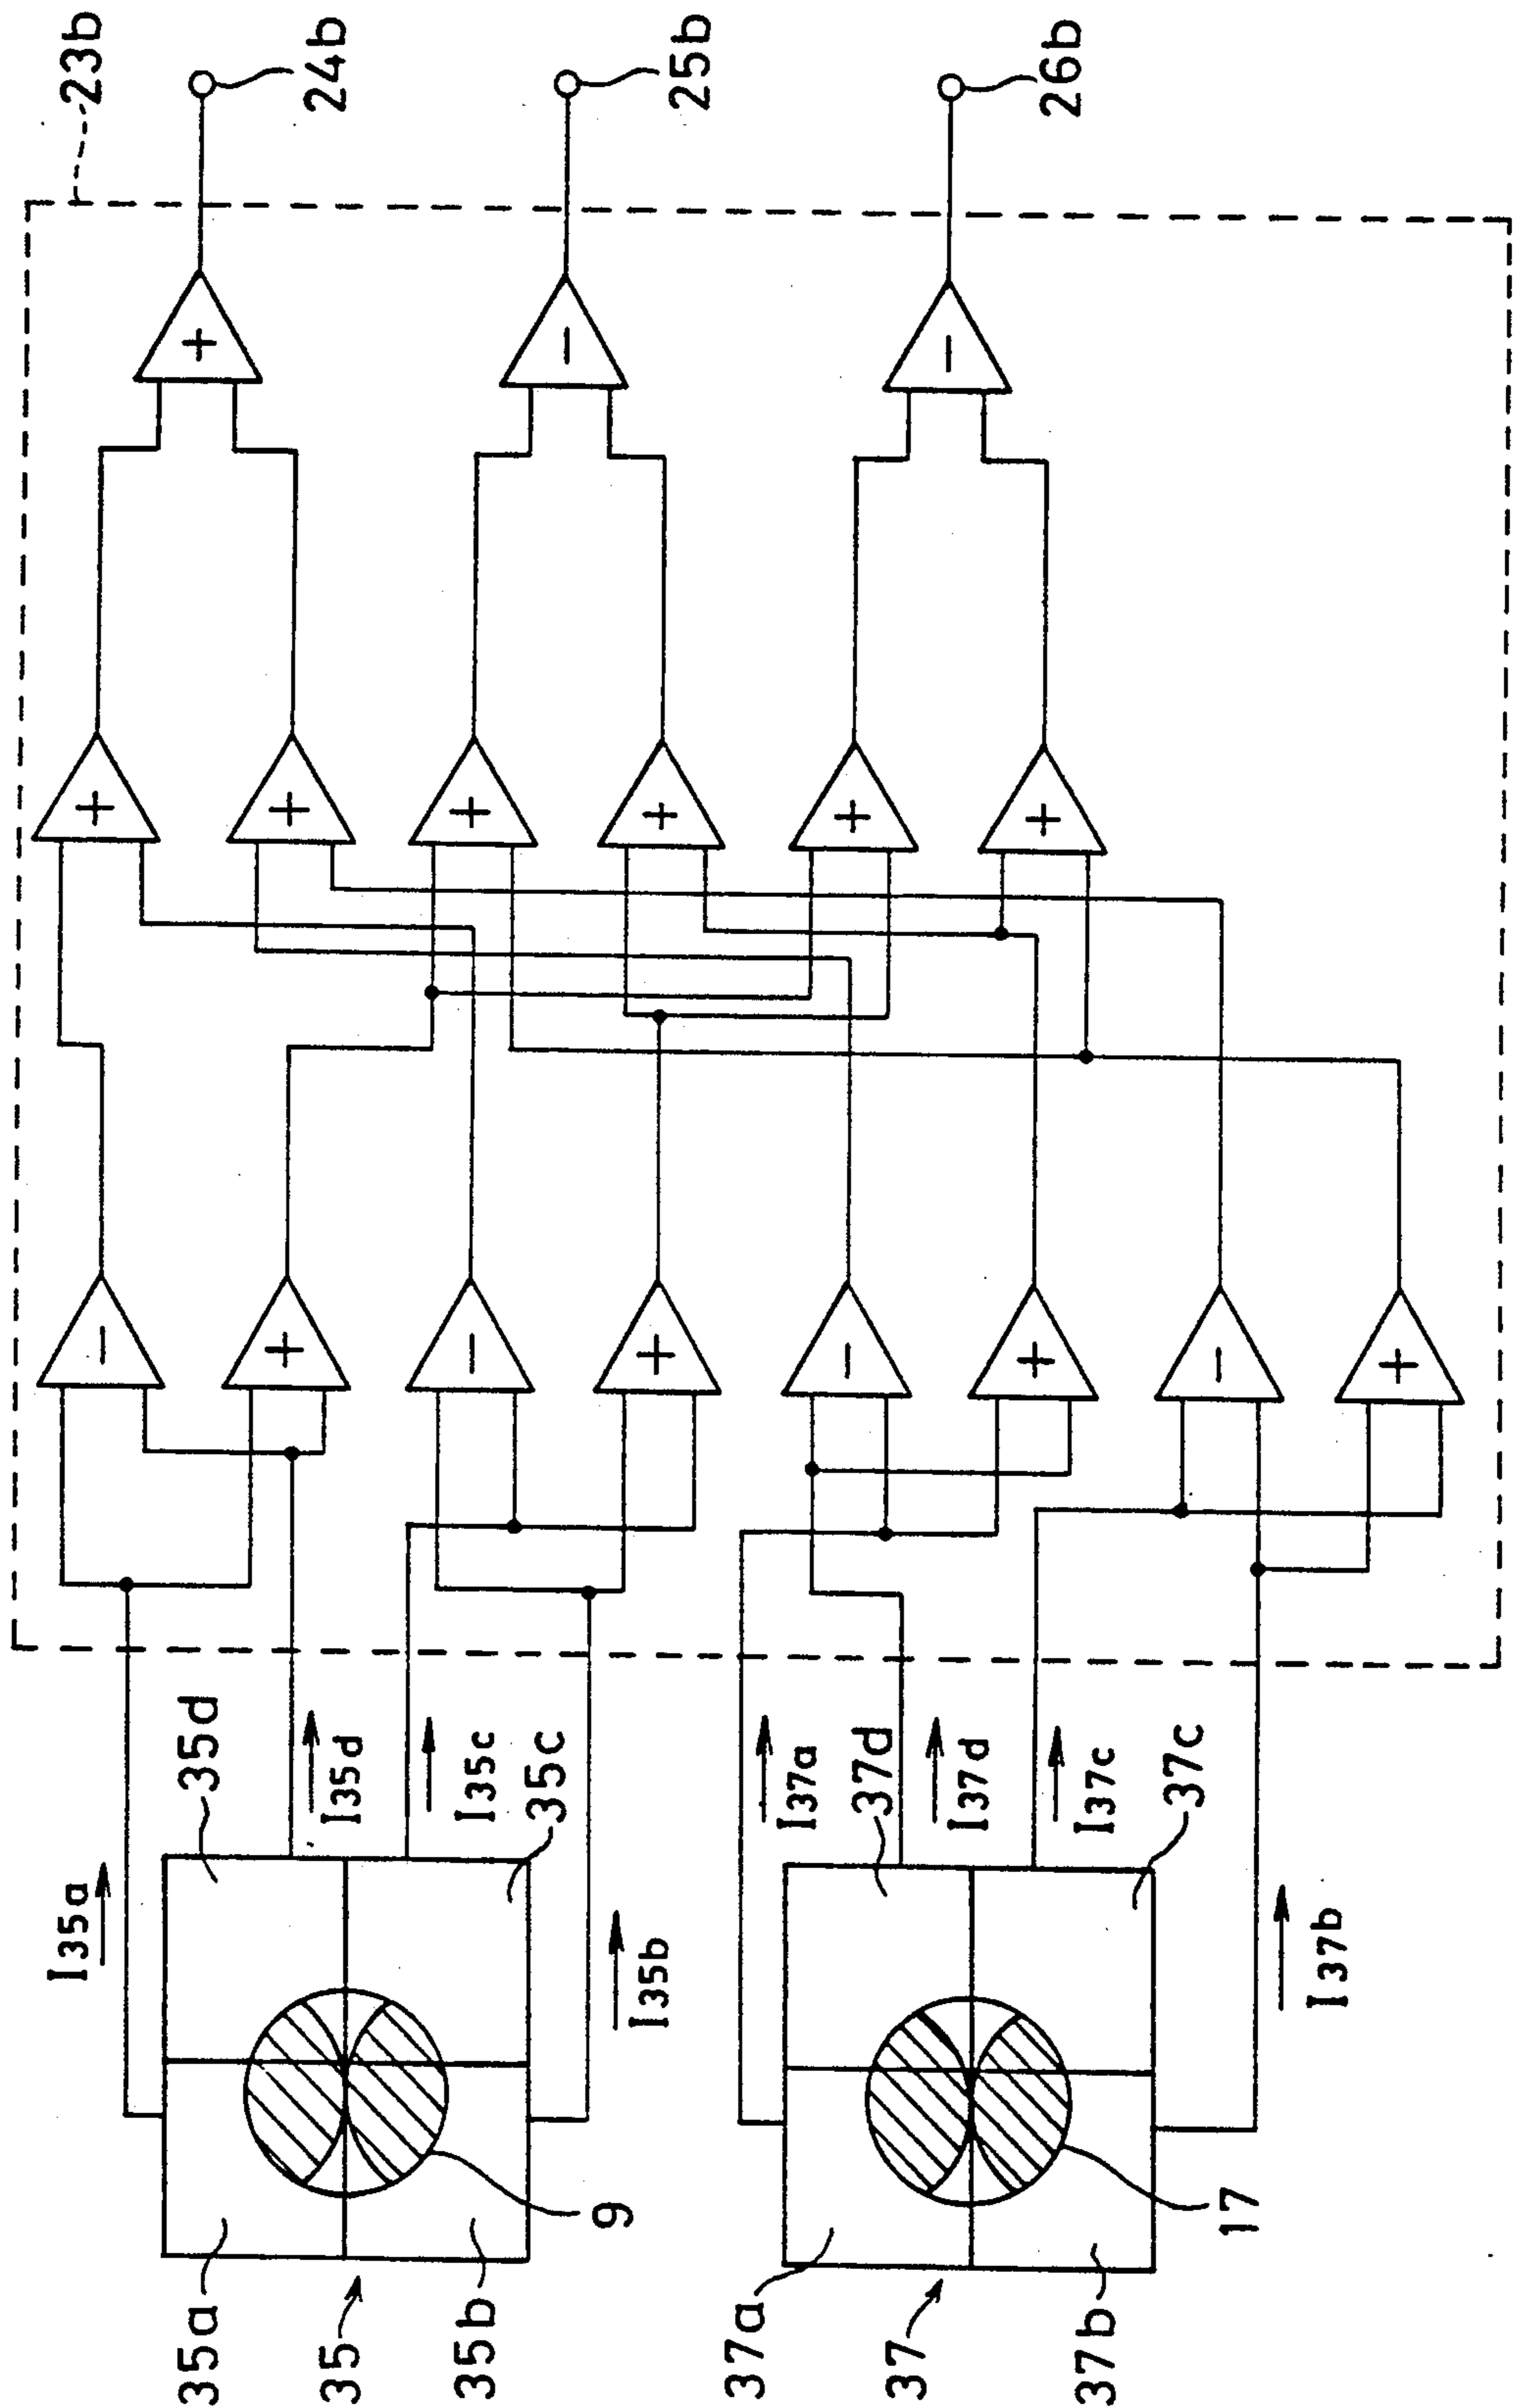 23b
24b
25b
26b
+
−
−
+
+
+
+
+
+
−
+
−
+
−
+
−
+
I35a
35d
I35d
I35c
35c
I35b
I37a
37d
I37d
I37c
37c
I37b
35a
35
35b
9
37a
37
37b
17